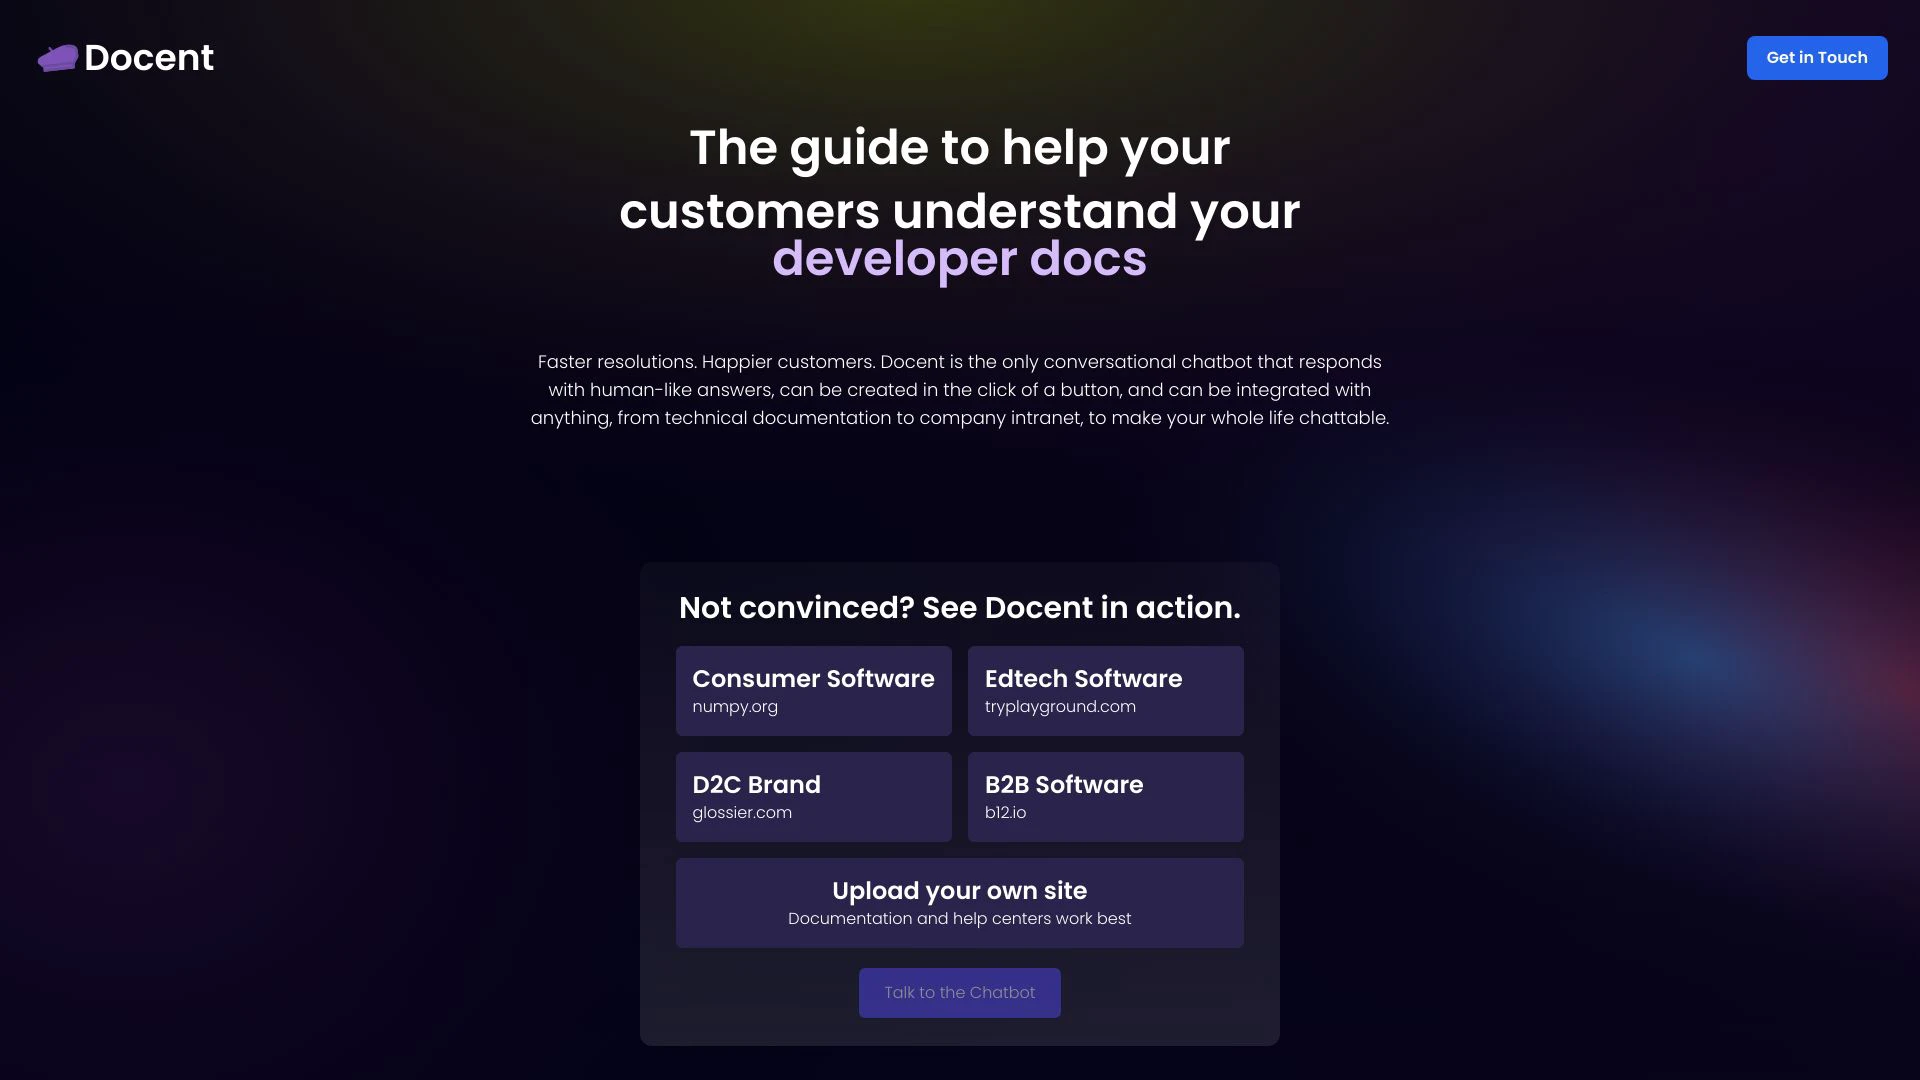 Docent
Get in Touch
The guide to help your
customers understand your
developer docs
Faster resolutions. Happier customers. Docent is the only conversational chatbot that responds
with human-like answers, can be created in the click of a button, and can be integrated with
anything, from technical documentation to company intranet, to make your whole life chattable.
Not convinced? See Docent in action.
Consumer Software
numpy.org
Edtech Software
tryplayground.com
D2C Brand
glossier.com
B2B Software
b12.io
Upload your own site
Documentation and help centers work best
Talk to the Chatbot